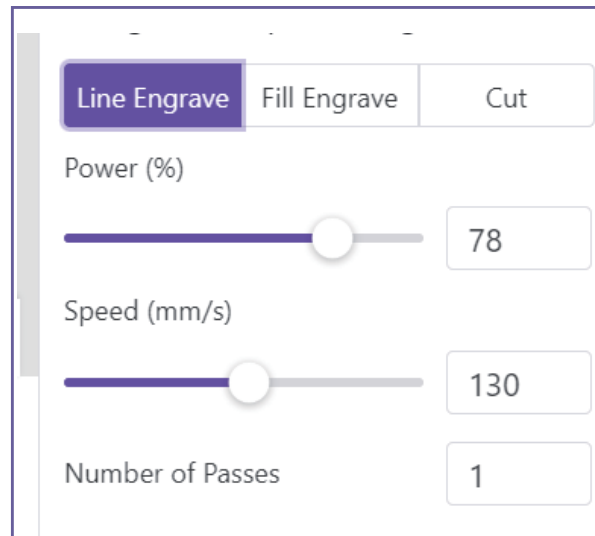 Line Engrave Fill Engrave Cut
Power (%)
78
Speed (mm/s)
130
Number of Passes 1